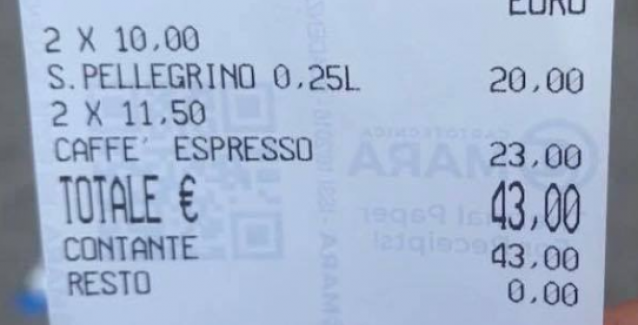 EURO
2 X 10,00
S.PELLEGRINO 0,25L 20,00
2 X 11,50
CAFFE' ESPRESSO 23,00
TOTALE € 43,00
CONTANTE 43,00
RESTO 0,00